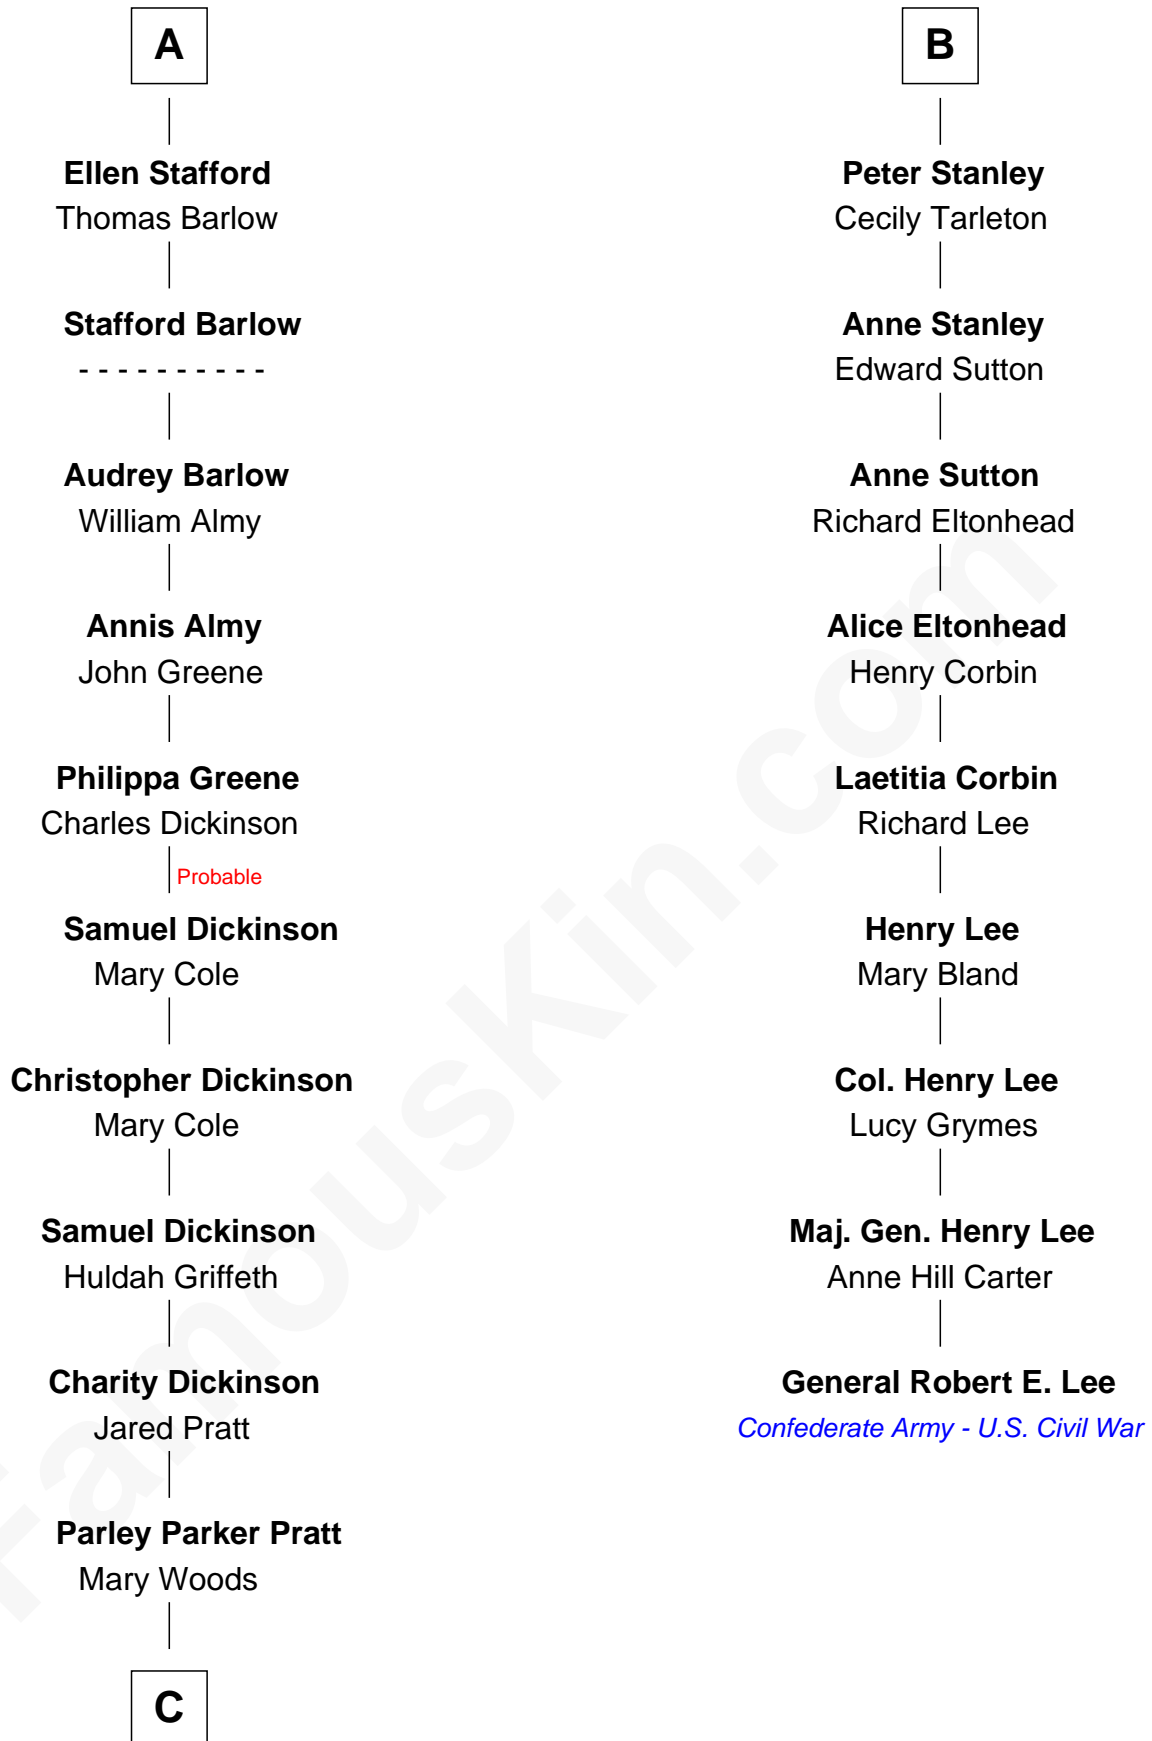 A
Ellen Stafford
Thomas Barlow
Stafford Barlow
- - - - - - - - - -
Audrey Barlow
William Almy
Annis Almy
John Greene
Philippa Greene
Charles Dickinson
Probable
Samuel Dickinson
Mary Cole
Christopher Dickinson
Mary Cole
Samuel Dickinson
Huldah Griffeth
Charity Dickinson
Jared Pratt
Parley Parker Pratt
Mary Woods
C
B
Peter Stanley
Cecily Tarleton
Anne Stanley
Edward Sutton
Anne Sutton
Richard Eltonhead
Alice Eltonhead
Henry Corbin
Laetitia Corbin
Richard Lee
Henry Lee
Mary Bland
Col. Henry Lee
Lucy Grymes
Maj. Gen. Henry Lee
Anne Hill Carter
General Robert E. Lee
Confederate Army - U.S. Civil War
FamousKin.com